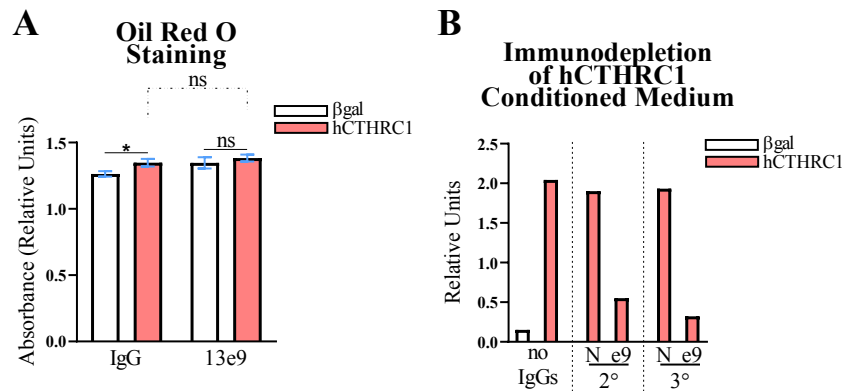 A
Oil Red O
Staining
ns
βgal
hCTHRC1
*
ns
1.5
1.0
0.5
0.0
Absorbance (Relative Units)
IgG
13e9
B
Immunodepletion
of hCTHRC1
Conditioned Medium
βgal
hCTHRC1
2.5
2.0
1.5
1.0
0.5
0.0
Relative Units
no
IgGs
N e9
2°
N e9
3°